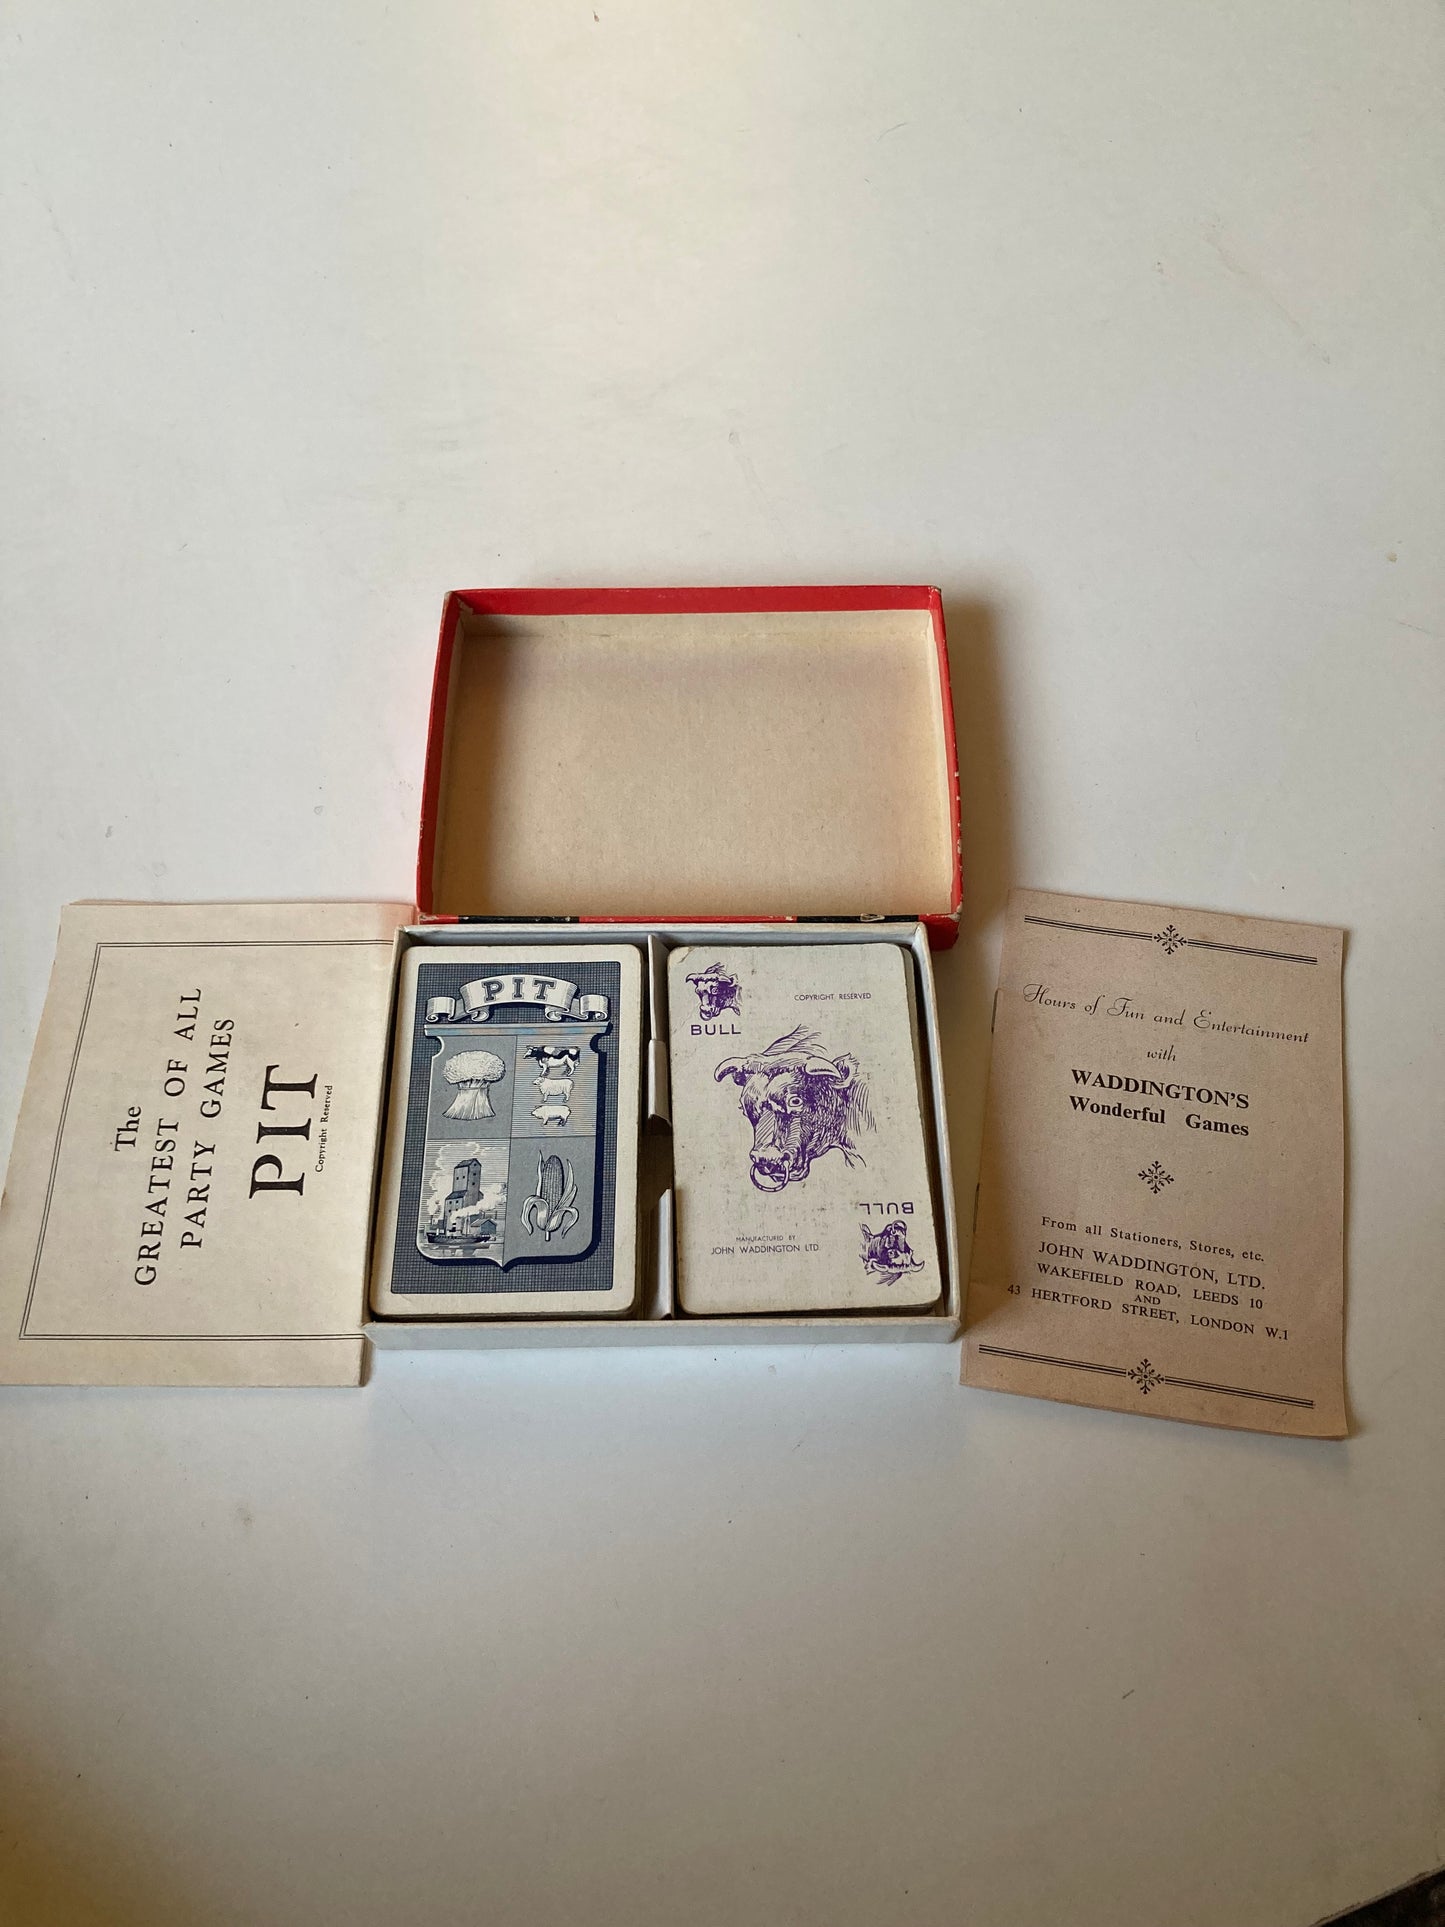 The
GREATEST OF ALL
PARTY GAMES
PIT
Copyright Reserved
PIT
BULL
COPYRIGHT RESERVED
MANUFACTURED BY
JOHN WADDINGTON LTD
BULL
Hours of Fun and Entertainment
with
WADDINGTON'S
Wonderful Games
From all Stationers, Stores, etc.
JOHN WADDINGTON, LTD.
WAKEFIELD ROAD, LEEDS 10
AND
43 HERTFORD STREET, LONDON W.1